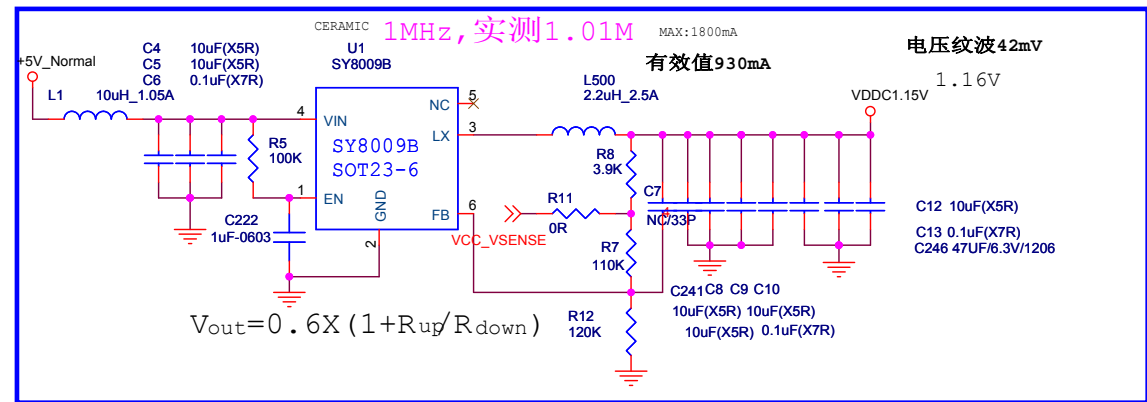 CERAMIC
1MHz,实测1.01M
MAX:1800mA
有效值930mA
电压纹波42mV
1.16V
VDDC1.15V
+5V_Normal
L1
10uH_1.05A
C4 10uF(X5R)
C5 10uF(X5R)
C6 0.1uF(X7R)
U1
SY8009B
4
VIN
NC
5
LX
3
SY8009B
SOT23-6
1
EN
GND
2
FB
6
R5
100K
C222
1uF-0603
L500
2.2uH_2.5A
R8
3.9K
R11
0R
VCC_VSENSE
R7
110K
C7
NC/33P
R12
120K
C241 C8 C9 C10
10uF(X5R) 10uF(X5R)
10uF(X5R) 0.1uF(X7R)
C12 10uF(X5R)
C13 0.1uF(X7R)
C246 47UF/6.3V/1206
Vout=0.6X(1+Rup/Rdown)